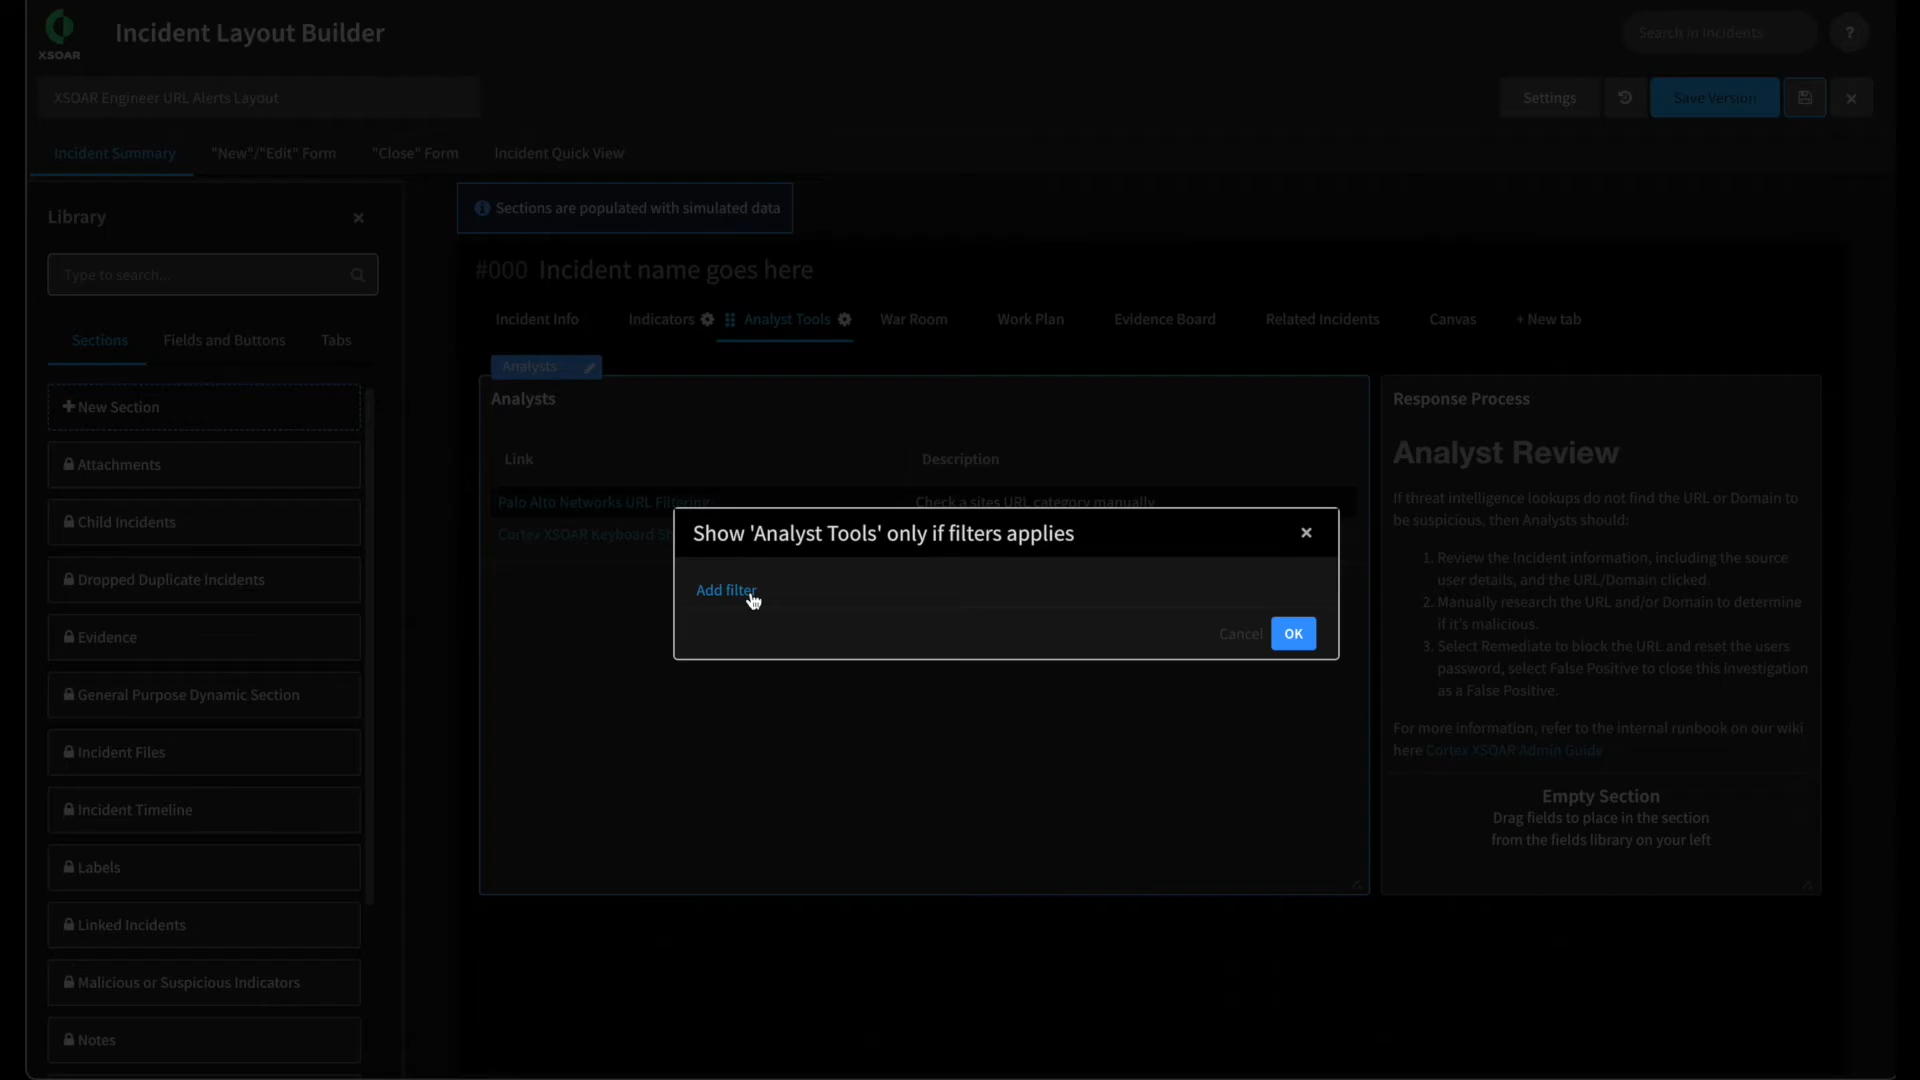 XSOAR
Incident Layout Builder
Search in Incidents
?
XSOAR Engineer URL Alerts Layout
Settings
Save Version
Incident Summary
"New"/"Edit" Form
"Close" Form
Incident Quick View
Library
Type to search...
Sections
Fields and Buttons
Tabs
+ New Section
Attachments
Child Incidents
Dropped Duplicate Incidents
Evidence
General Purpose Dynamic Section
Incident Files
Incident Timeline
Labels
Linked Incidents
Malicious or Suspicious Indicators
Notes
Sections are populated with simulated data
#000 Incident name goes here
Incident Info
Indicators
Analyst Tools
War Room
Work Plan
Evidence Board
Related Incidents
Canvas
+ New tab
Analysts
Analysts
Link
Description
Palo Alto Networks URL Filtering
Check a sites URL category manually
Cortex XSOAR Keyboard
Show 'Analyst Tools' only if filters applies
Add filter
Cancel
OK
Response Process
Analyst Review
If threat intelligence lookups do not find the URL or Domain to
be suspicious, then Analysts should:
1. Review the Incident information, including the source
user details, and the URL/Domain clicked.
2. Manually research the URL and/or Domain to determine
if it's malicious.
3. Select Remediate to block the URL and reset the users
password, select False Positive to close this investigation
as a False Positive.
For more information, refer to the internal runbook on our wiki
here Cortex XSOAR Admin Guide
Empty Section
Drag fields to place in the section
from the fields library on your left